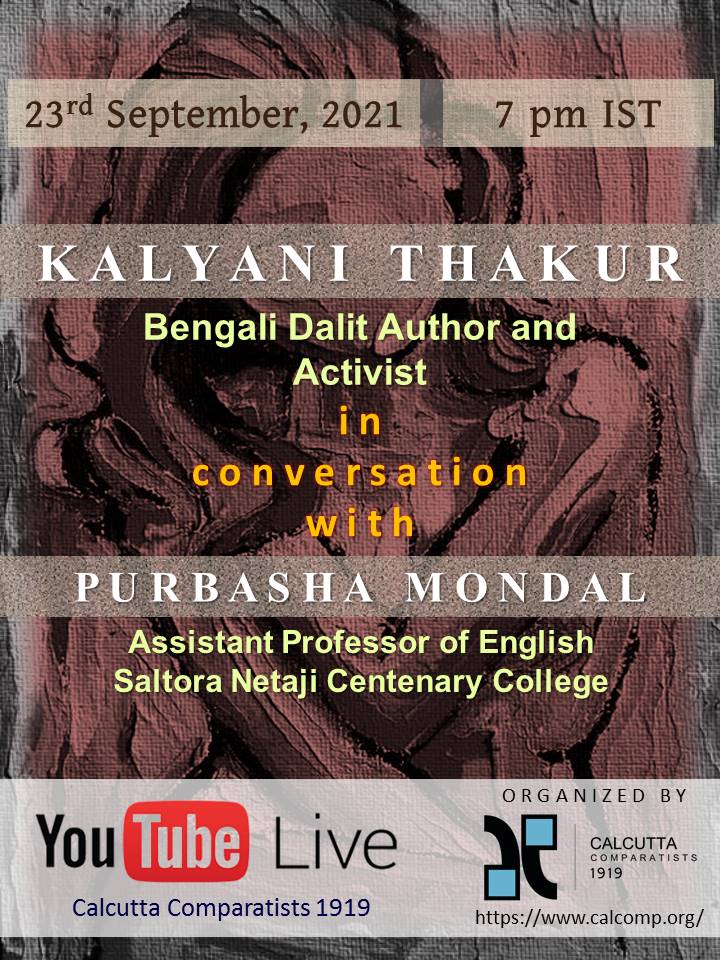 23rd September, 2021 7 pm IST
KALYANI THAKUR
Bengali Dalit Author and
Activist
in
conversation
with
PURBASHA MONDAL
Assistant Professor of English
Saltora Netaji Centenary College
ORGANIZED BY
YouTube Live
CALCUTTA
COMPARATISTS
1919
Calcutta Comparatists 1919
https://www.calcomp.org/